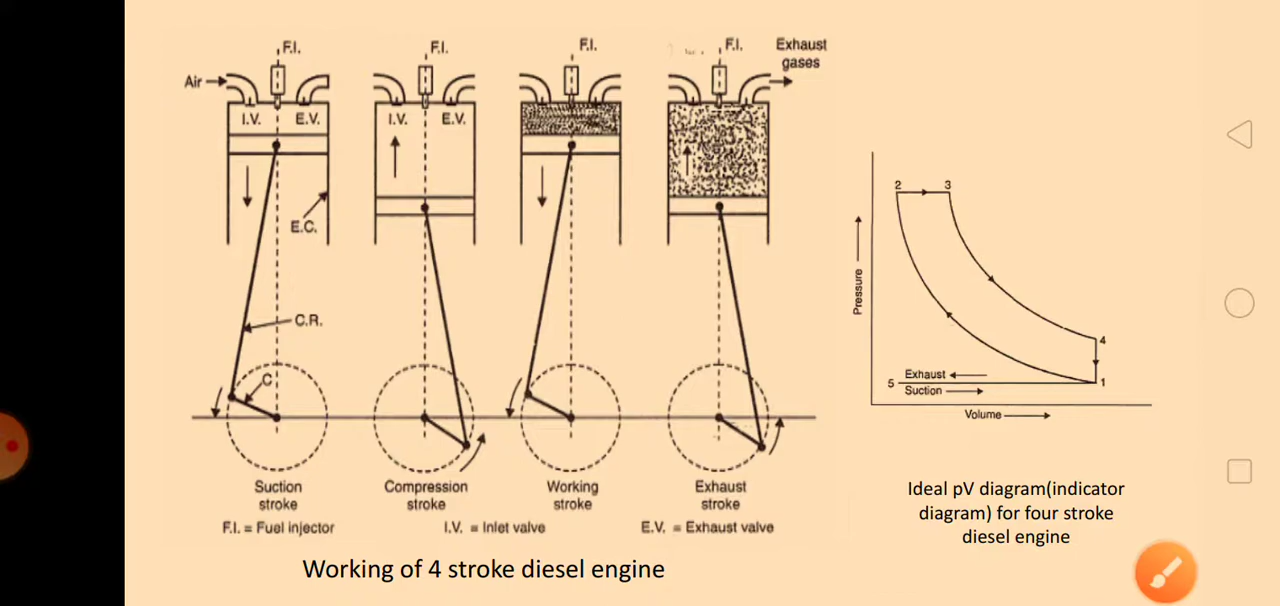 F.I.
F.I.
F.I.
F.I.
Exhaust
gases
Air
I.V.
E.V.
I.V.
E.V.
E.C.
C.R.
C
Suction
stroke
Compression
stroke
Working
stroke
Exhaust
stroke
F.I. = Fuel injector
I.V. = Inlet valve
E.V. = Exhaust valve
Working of 4 stroke diesel engine
2
3
Pressure
4
Exhaust
5
1
Suction
Volume
Ideal pV diagram(indicator
diagram) for four stroke
diesel engine